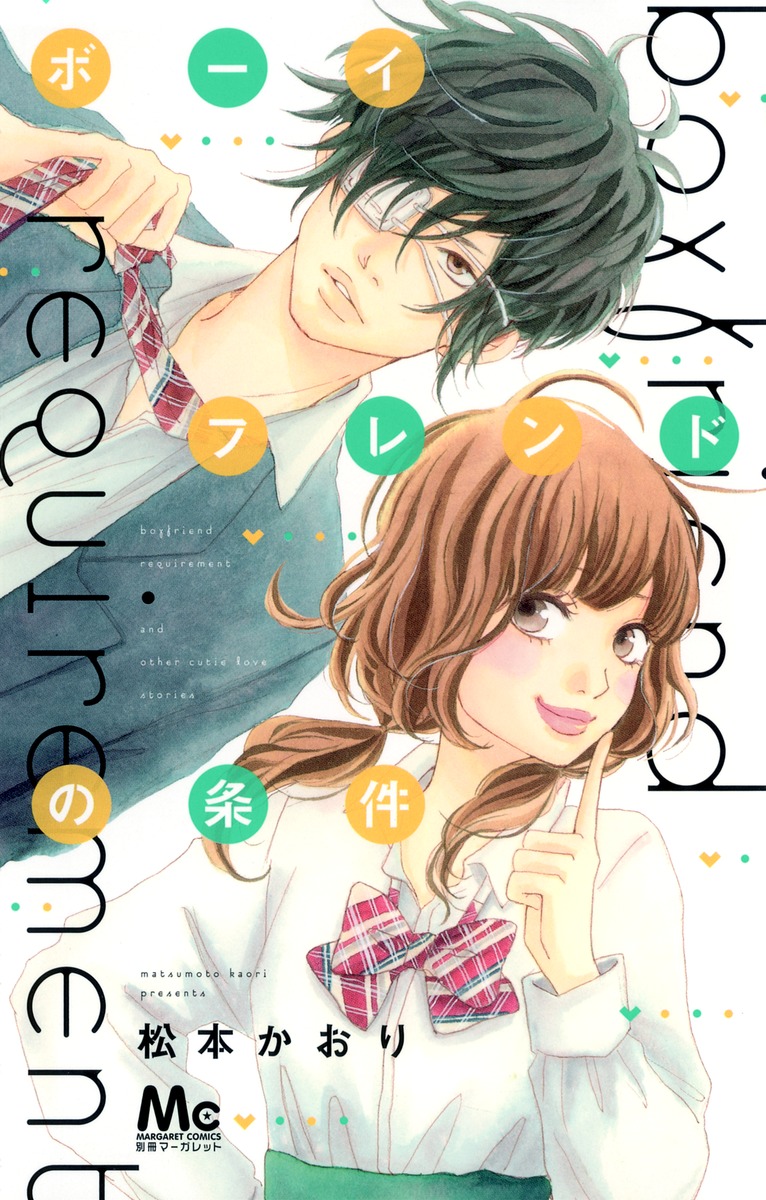 ボーイ
フレンド
の条件
boyfriend
requirement
boyfriend
requirement
and
other cutie love
stories
matsumoto kaori
presents
松本かおり
Mc
MARGARET COMICS
別冊マーガレット